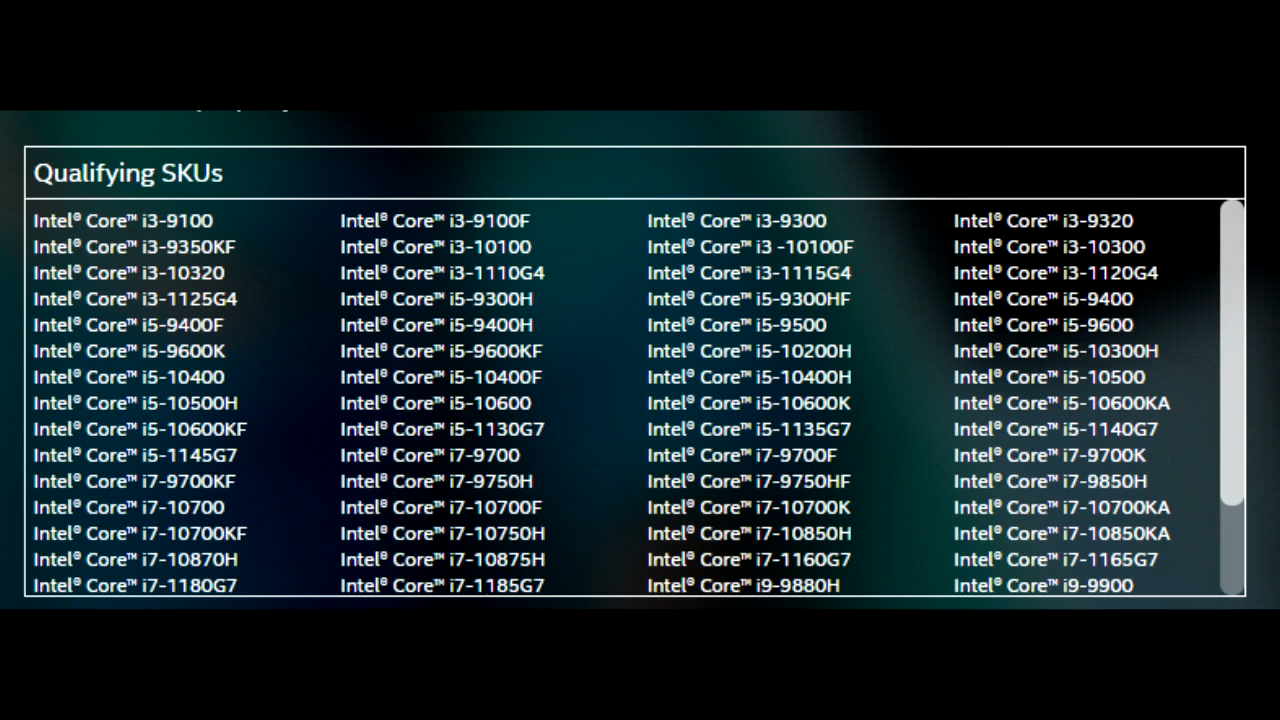 Qualifying SKUs
Intel® Core™ i3-9100 Intel® Core™ i3-9100F Intel® Core™ i3-9300 Intel® Core™ i3-9320
Intel® Core™ i3-9350KF Intel® Core™ i3-10100 Intel® Core™ i3 -10100F Intel® Core™ i3-10300
Intel® Core™ i3-10320 Intel® Core™ i3-1110G4 Intel® Core™ i3-1115G4 Intel® Core™ i3-1120G4
Intel® Core™ i3-1125G4 Intel® Core™ i5-9300H Intel® Core™ i5-9300HF Intel® Core™ i5-9400
Intel® Core™ i5-9400F Intel® Core™ i5-9400H Intel® Core™ i5-9500 Intel® Core™ i5-9600
Intel® Core™ i5-9600K Intel® Core™ i5-9600KF Intel® Core™ i5-10200H Intel® Core™ i5-10300H
Intel® Core™ i5-10400 Intel® Core™ i5-10400F Intel® Core™ i5-10400H Intel® Core™ i5-10500
Intel® Core™ i5-10500H Intel® Core™ i5-10600 Intel® Core™ i5-10600K Intel® Core™ i5-10600KA
Intel® Core™ i5-10600KF Intel® Core™ i5-1130G7 Intel® Core™ i5-1135G7 Intel® Core™ i5-1140G7
Intel® Core™ i5-1145G7 Intel® Core™ i7-9700 Intel® Core™ i7-9700F Intel® Core™ i7-9700K
Intel® Core™ i7-9700KF Intel® Core™ i7-9750H Intel® Core™ i7-9750HF Intel® Core™ i7-9850H
Intel® Core™ i7-10700 Intel® Core™ i7-10700F Intel® Core™ i7-10700K Intel® Core™ i7-10700KA
Intel® Core™ i7-10700KF Intel® Core™ i7-10750H Intel® Core™ i7-10850H Intel® Core™ i7-10850KA
Intel® Core™ i7-10870H Intel® Core™ i7-10875H Intel® Core™ i7-1160G7 Intel® Core™ i7-1165G7
Intel® Core™ i7-1180G7 Intel® Core™ i7-1185G7 Intel® Core™ i9-9880H Intel® Core™ i9-9900